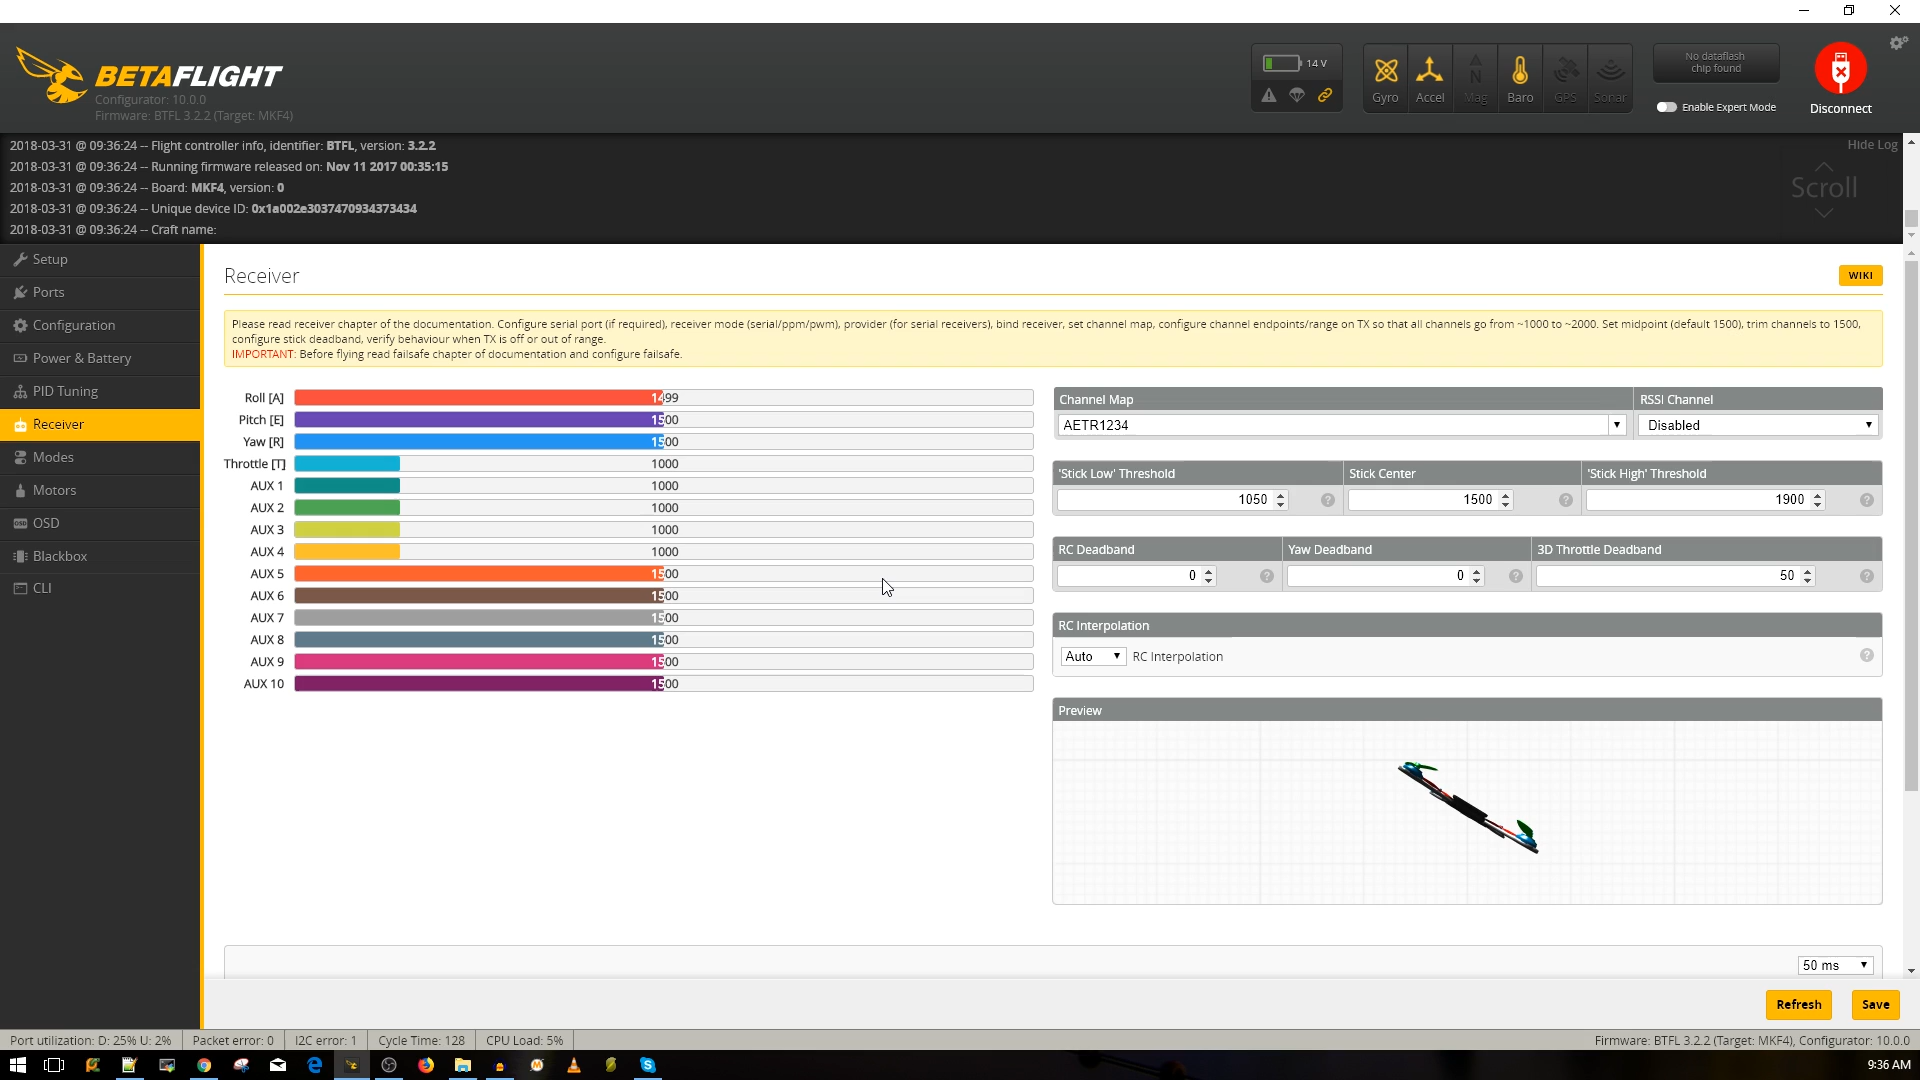 BETAFLIGHT
Configurator: 10.0.0
Firmware: BTFL 3.2.2 (Target: MKF4)
14 V
Gyro Accel Mag Baro GPS Sonar
No dataflash
chip found
Enable Expert Mode
Disconnect
2018-03-31 @ 09:36:24 -- Flight controller info, identifier: BTFL, version: 3.2.2
2018-03-31 @ 09:36:24 -- Running firmware released on: Nov 11 2017 00:35:15
2018-03-31 @ 09:36:24 -- Board: MKF4, version: 0
2018-03-31 @ 09:36:24 -- Unique device ID: 0x1a002e3037470934373434
2018-03-31 @ 09:36:24 -- Craft name:
Hide Log
Scroll
Setup
Ports
Configuration
Power & Battery
PID Tuning
Receiver
Modes
Motors
OSD
Blackbox
CLI
Receiver
WIKI
Please read receiver chapter of the documentation. Configure serial port (if required), receiver mode (serial/ppm/pwm), provider (for serial receivers), bind receiver, set channel map, configure channel endpoints/range on TX so that all channels go from ~1000 to ~2000. Set midpoint (default 1500), trim channels to 1500,
configure stick deadband, verify behaviour when TX is off or out of range.
IMPORTANT: Before flying read failsafe chapter of documentation and configure failsafe.
Roll [A] 1499
Pitch [E] 1500
Yaw [R] 1500
Throttle [T] 1000
AUX 1 1000
AUX 2 1000
AUX 3 1000
AUX 4 1000
AUX 5 1500
AUX 6 1500
AUX 7 1500
AUX 8 1500
AUX 9 1500
AUX 10 1500
Channel Map RSSI Channel
AETR1234 Disabled
'Stick Low' Threshold Stick Center 'Stick High' Threshold
1050 1500 1900
RC Deadband Yaw Deadband 3D Throttle Deadband
0 0 50
RC Interpolation
Auto RC Interpolation
Preview
50 ms
Refresh Save
Port utilization: D: 25% U: 2% Packet error: 0 I2C error: 1 Cycle Time: 128 CPU Load: 5% Firmware: BTFL 3.2.2 (Target: MKF4), Configurator: 10.0.0
9:36 AM